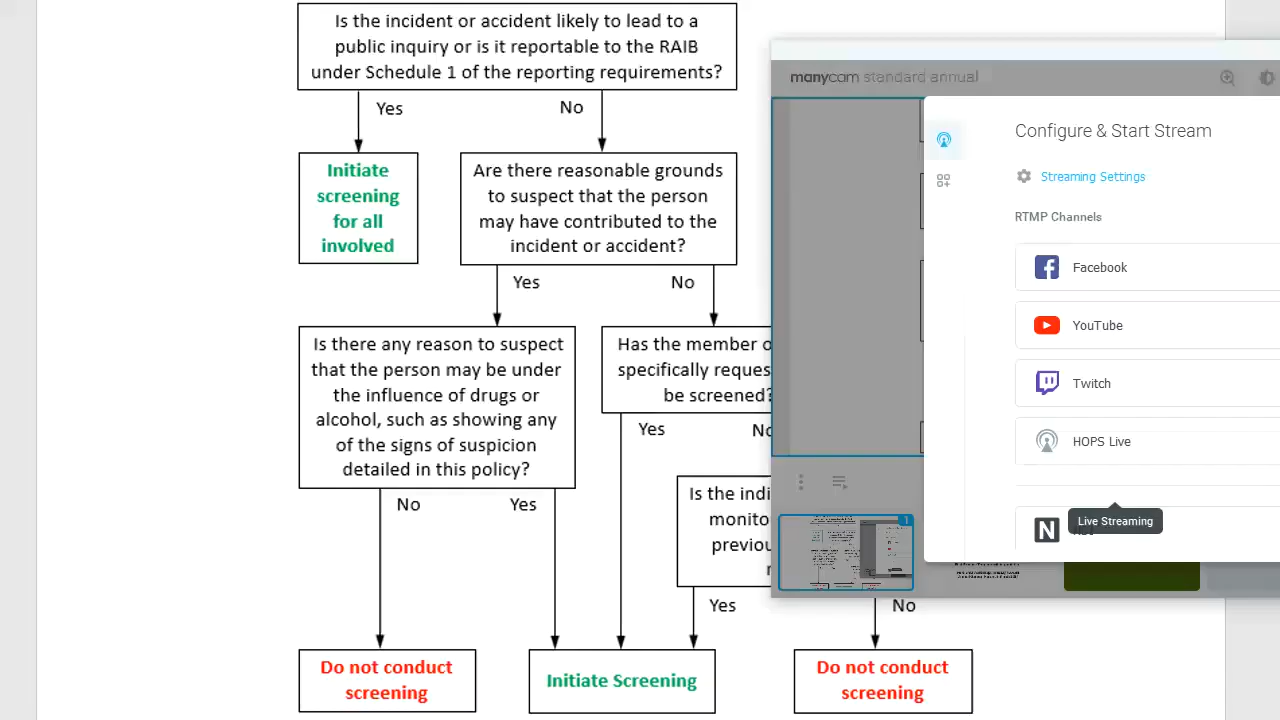 Is the incident or accident likely to lead to a
public inquiry or is it reportable to the RAIB
under Schedule 1 of the reporting requirements?
Yes
No
Initiate
screening
for all
involved
Are there reasonable grounds
to suspect that the person
may have contributed to the
incident or accident?
Yes
No
Is there any reason to suspect
that the person may be under
the influence of drugs or
alcohol, such as showing any
of the signs of suspicion
detailed in this policy?
Has the member o
specifically reques
be screened?
Yes
No
No
Yes
Is the indi
monito
previou
Yes
No
Do not conduct
screening
Initiate Screening
Do not conduct
screening
manycam standard annual
Configure & Start Stream
Streaming Settings
RTMP Channels
Facebook
YouTube
Twitch
HOPS Live
Live Streaming
N
1